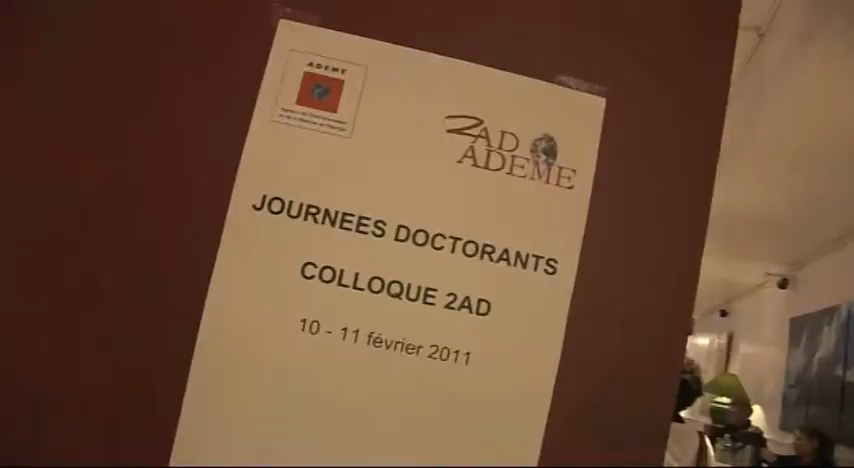 ADEME
2AD
ADEME
JOURNEES DOCTORANTS
COLLOQUE 2AD
10 - 11 février 2011